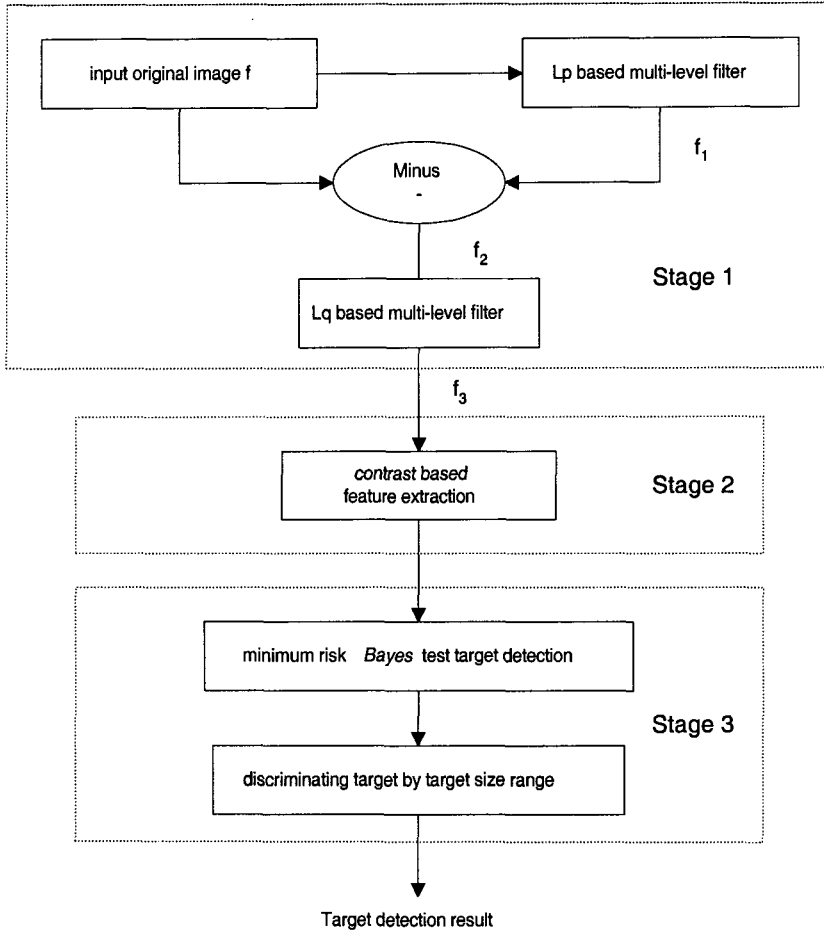 input original image f
Lp based multi-level filter
f₁
Minus
-
f₂
Stage 1
Lq based multi-level filter
f₃
contrast based
feature extraction
Stage 2
minimum risk Bayes test target detection
Stage 3
discriminating target by target size range
Target detection result